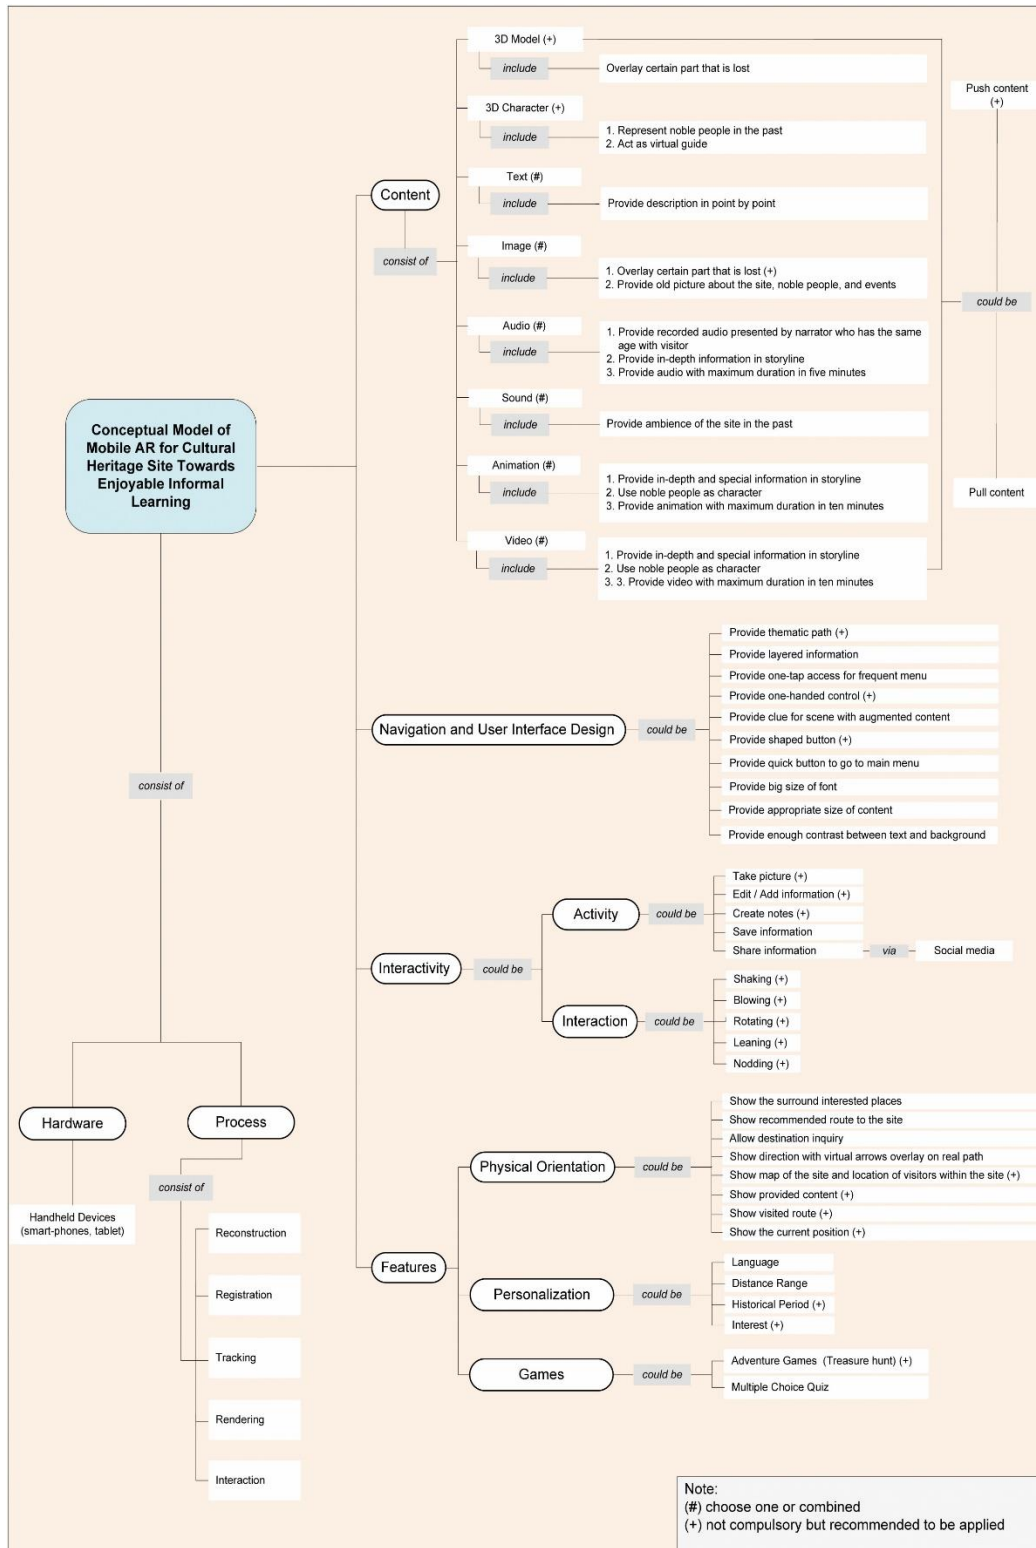 Conceptual Model of
Mobile AR for Cultural
Heritage Site Towards
Enjoyable Informal
Learning
consist of
Hardware
Handheld Devices
(smart-phones, tablet)
Process
consist of
Reconstruction
Registration
Tracking
Rendering
Interaction
Content
consist of
3D Model (+)
include
Overlay certain part that is lost
3D Character (+)
include
1. Represent noble people in the past
2. Act as virtual guide
Text (#)
include
Provide description in point by point
Image (#)
include
1. Overlay certain part that is lost (+)
2. Provide old picture about the site, noble people, and events
Audio (#)
include
1. Provide recorded audio presented by narrator who has the same
age with visitor
2. Provide in-depth information in storyline
3. Provide audio with maximum duration in five minutes
Sound (#)
include
Provide ambience of the site in the past
Animation (#)
include
1. Provide in-depth and special information in storyline
2. Use noble people as character
3. Provide animation with maximum duration in ten minutes
Video (#)
include
1. Provide in-depth and special information in storyline
2. Use noble people as character
3. 3. Provide video with maximum duration in ten minutes
Push content
(+)
could be
Pull content
Navigation and User Interface Design
could be
Provide thematic path (+)
Provide layered information
Provide one-tap access for frequent menu
Provide one-handed control (+)
Provide clue for scene with augmented content
Provide shaped button (+)
Provide quick button to go to main menu
Provide big size of font
Provide appropriate size of content
Provide enough contrast between text and background
Interactivity
could be
Activity
could be
Take picture (+)
Edit / Add information (+)
Create notes (+)
Save information
Share information
via
Social media
Interaction
could be
Shaking (+)
Blowing (+)
Rotating (+)
Leaning (+)
Nodding (+)
Features
Physical Orientation
could be
Show the surround interested places
Show recommended route to the site
Allow destination inquiry
Show direction with virtual arrows overlay on real path
Show map of the site and location of visitors within the site (+)
Show provided content (+)
Show visited route (+)
Show the current position (+)
Personalization
could be
Language
Distance Range
Historical Period (+)
Interest (+)
Games
could be
Adventure Games (Treasure hunt) (+)
Multiple Choice Quiz
Note:
(#) choose one or combined
(+) not compulsory but recommended to be applied